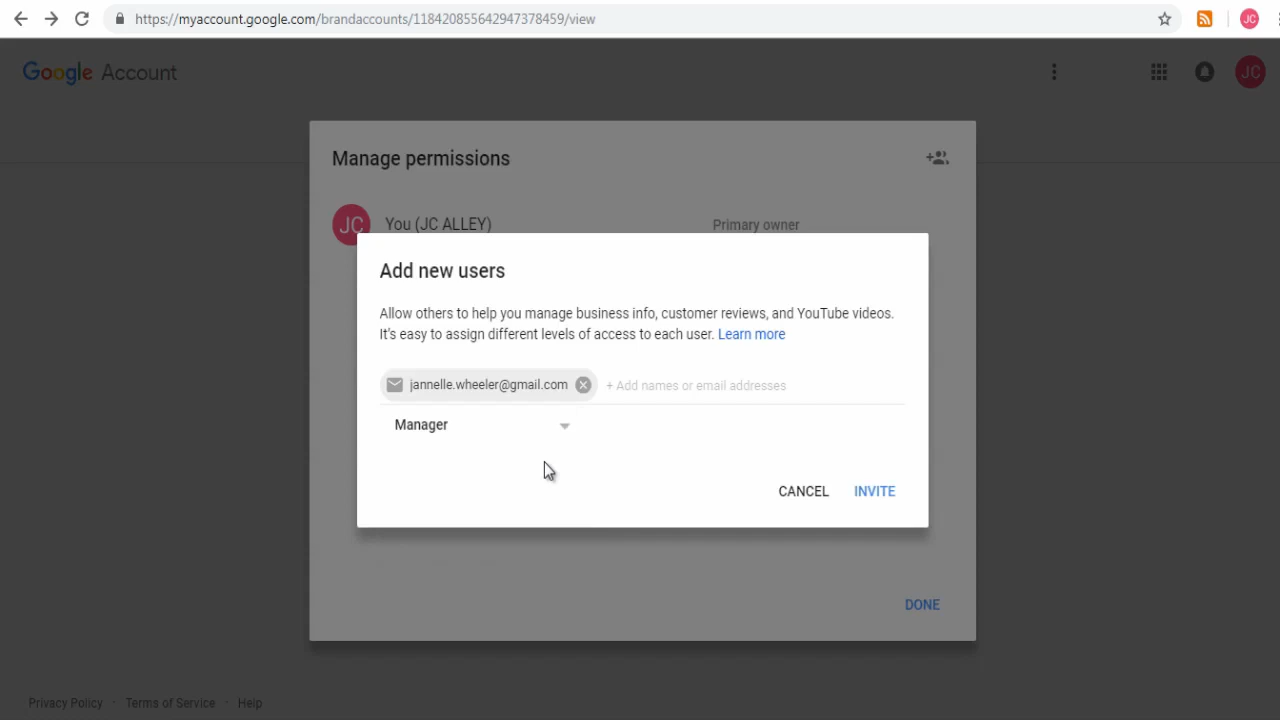 https://myaccount.google.com/brandaccounts/118420855642947378459/view
JC
Google Account
JC
Manage permissions
JC
You (JC ALLEY)
Primary owner
Add new users
Allow others to help you manage business info, customer reviews, and YouTube videos.
It's easy to assign different levels of access to each user. Learn more
jannelle.wheeler@gmail.com
+ Add names or email addresses
Manager
CANCEL
INVITE
DONE
Privacy Policy · Terms of Service · Help